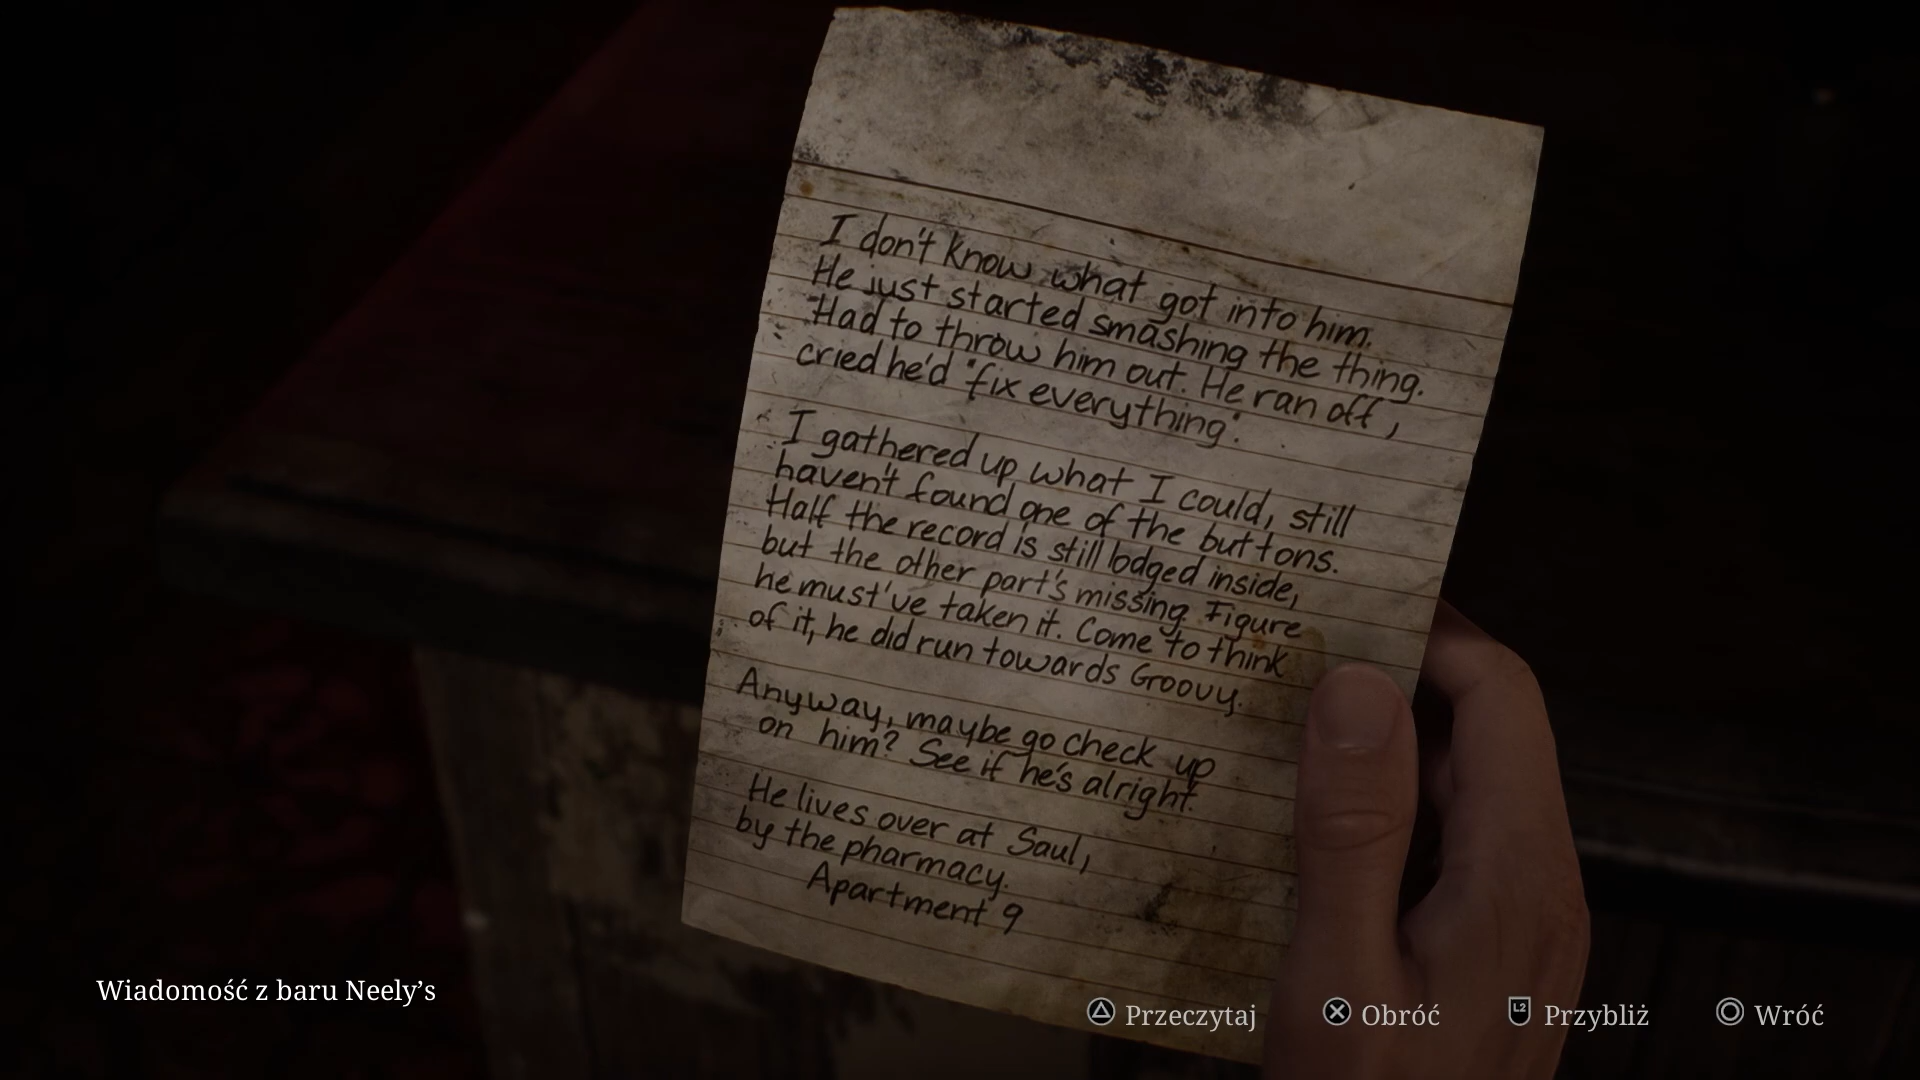 I don't know what got into him.
He just started smashing the thing.
Had to throw him out. He ran off,
cried he'd "fix everything".
I gathered up what I could, still
haven't found one of the buttons.
Half the record is still lodged inside,
but the other part's missing. Figure
he must've taken it. Come to think
of it, he did run towards Groovy.
Anyway, maybe go check up
on him? See if he's alright.
He lives over at Saul,
by the pharmacy.
Apartment 9
Wiadomość z baru Neely's
Przeczytaj
Obróć
L2 Przybliż
Wróć